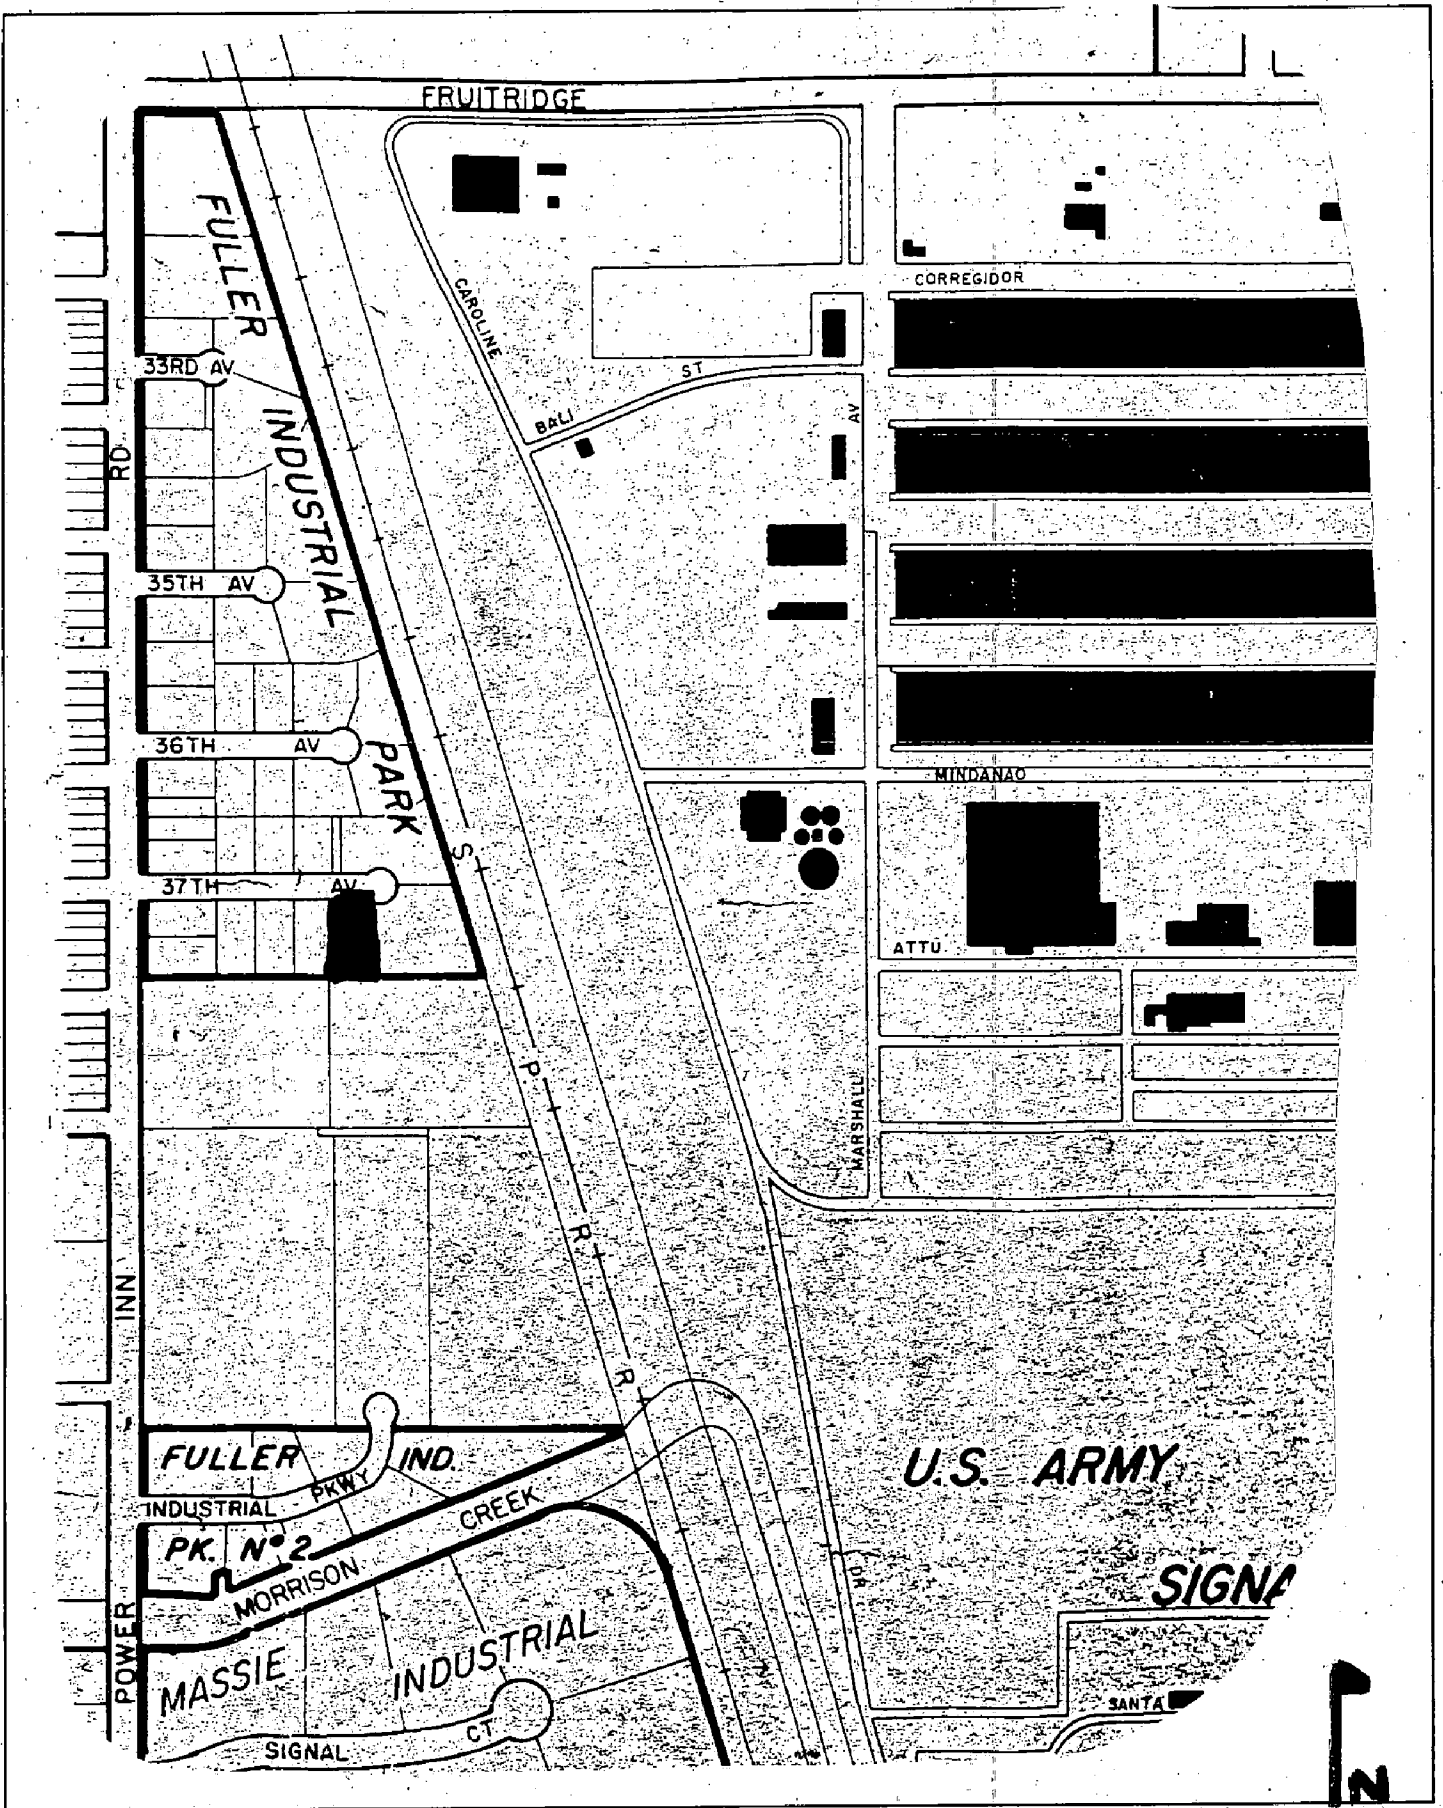 FRUITRIDGE
FULLER INDUSTRIAL PARK
CAROLINE
CORREGIDOR
33RD AV
BALI ST
AV
RD
35TH AV
36TH AV
MINDANAO
37TH AV
S. P. R. R.
ATTU
MARSHALL
INN
FULLER IND.
INDUSTRIAL PKWY
PK. Nº 2
MORRISON CREEK
U.S. ARMY
SIGNA
DR
POWER
MASSIE INDUSTRIAL
SIGNAL CT
SANTA
N